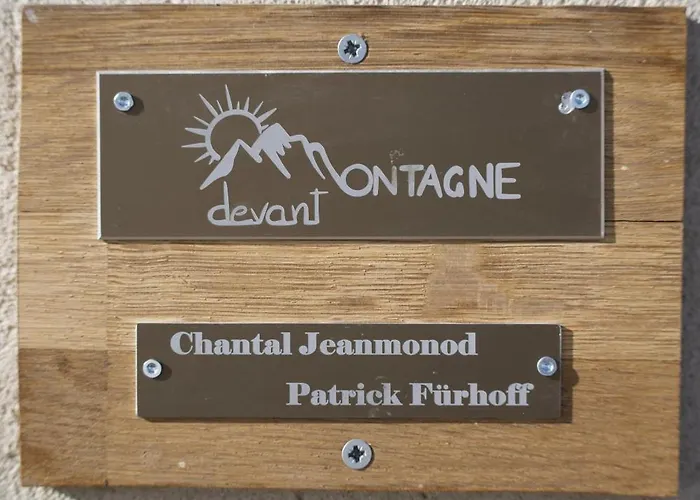 devant MONTAGNE
Chantal Jeanmonod
Patrick Fürhoff